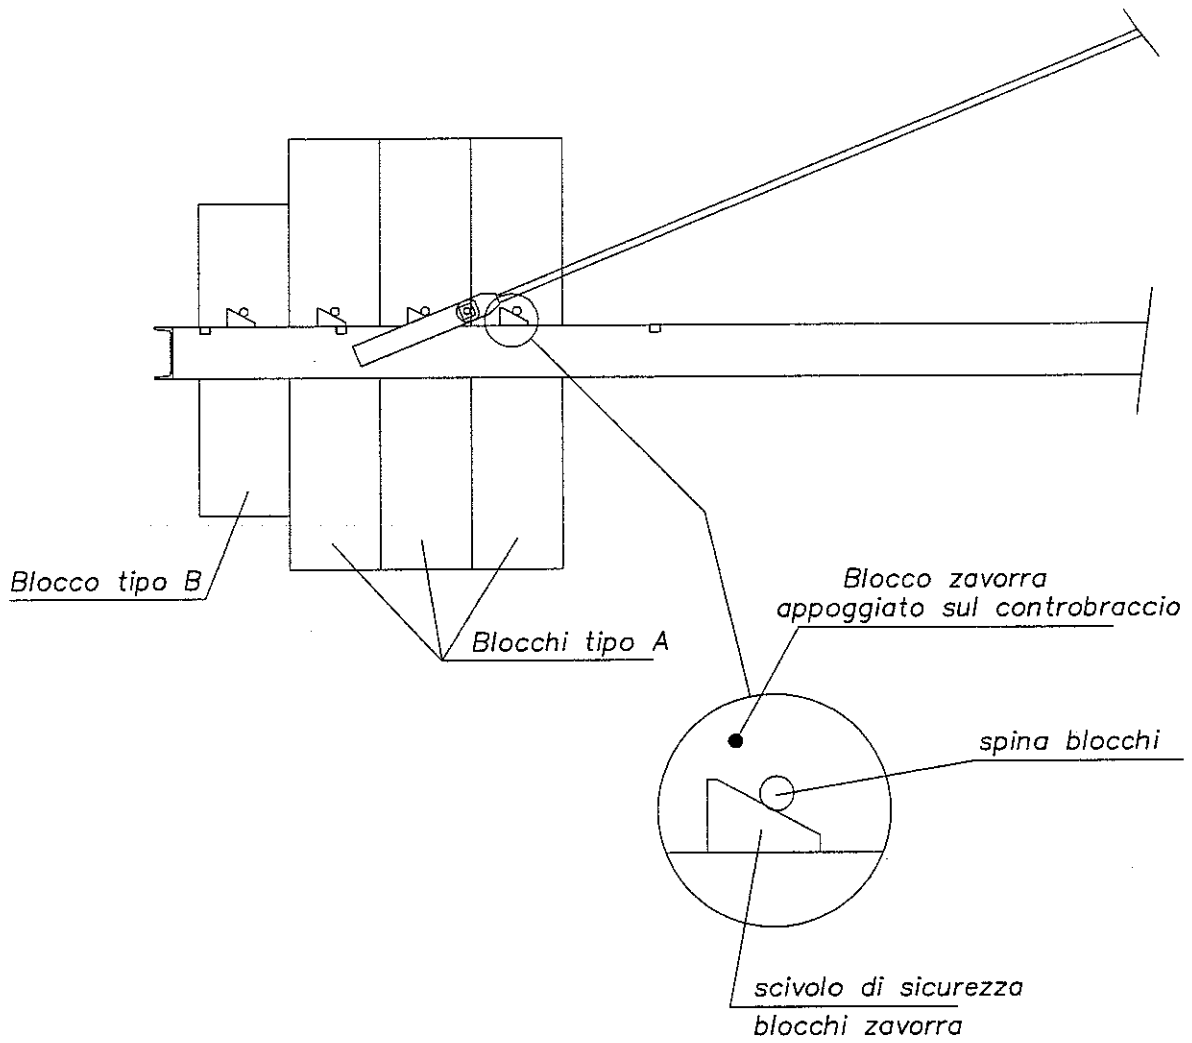 Blocco tipo B
Blocchi tipo A
Blocco zavorra
appoggiato sul controbraccio
spina blocchi
scivolo di sicurezza
blocchi zavorra